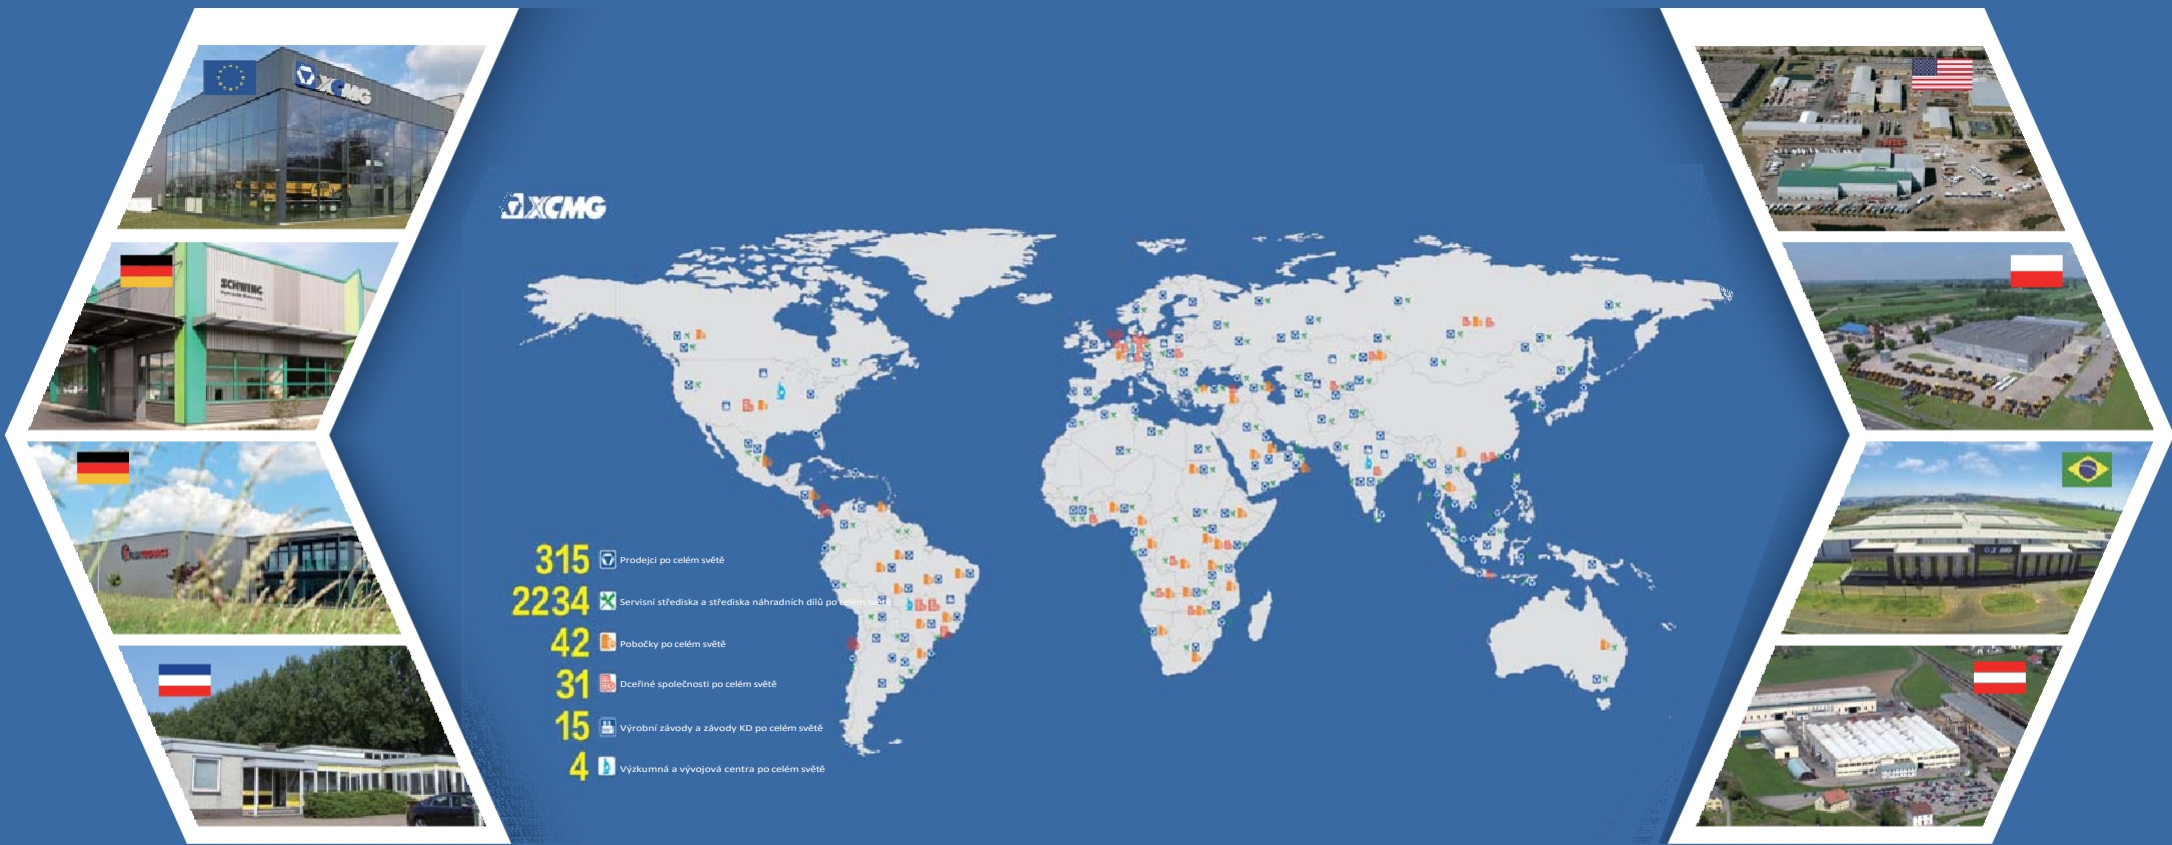 XCMG
SCHWING
XCMG
315 Prodejci po celém světě
2234 Servisní střediska a střediska náhradních dílů po celém světě
42 Pobočky po celém světě
31 Dceřiné společnosti po celém světě
15 Výrobní závody a závody KD po celém světě
4 Výzkumná a vývojová centra po celém světě